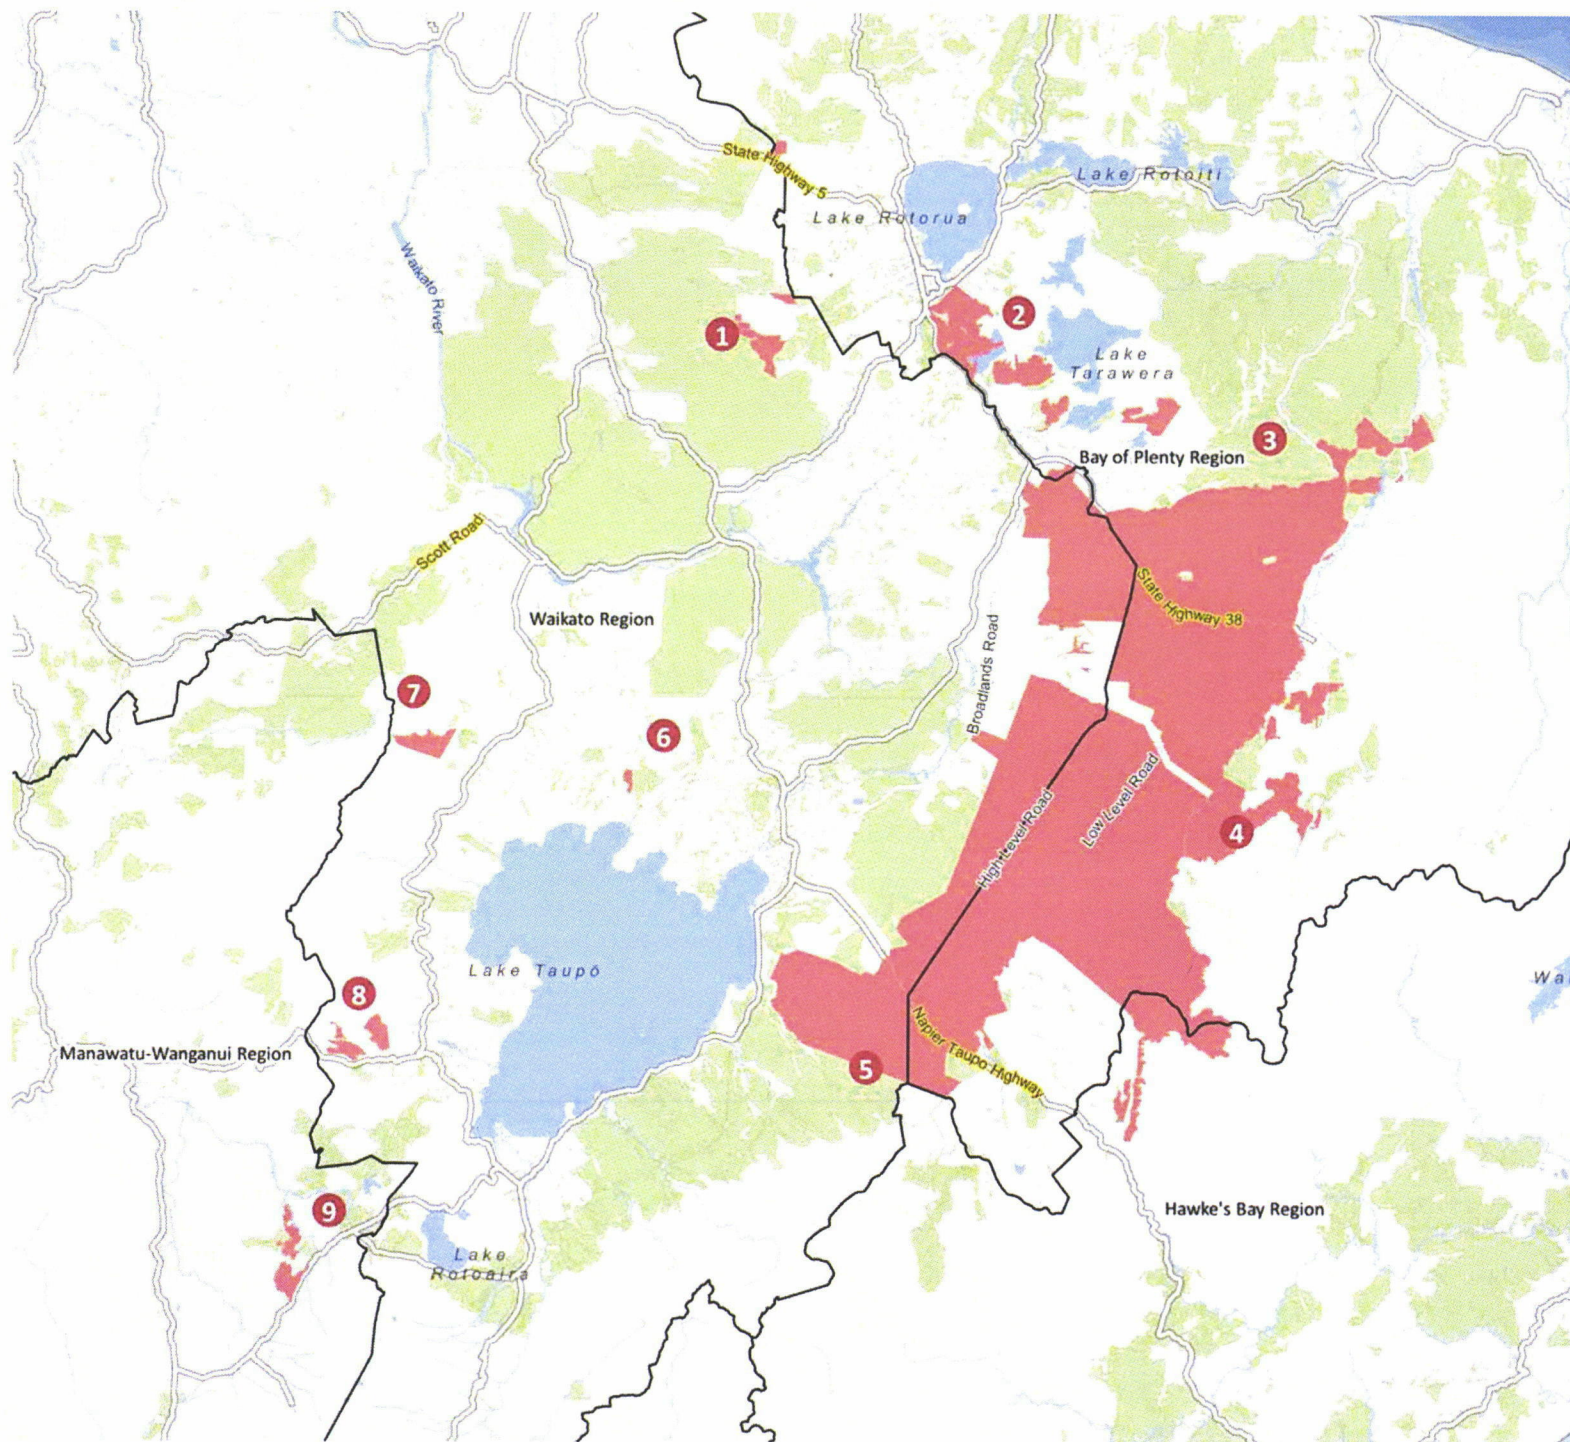 State Highway 5
Lake Rotoiti
Lake Rotorua
Waikato River
1
2
Lake
Tarawera
3
Bay of Plenty Region
Scott Road
State Highway 38
Waikato Region
Broadlands Road
7
6
Low Level Road
High Level Road
4
Lake Taupō
8
Napier Taupo Highway
Manawatu-Wanganui Region
5
9
Hawke's Bay Region
Lake
Rotoaira